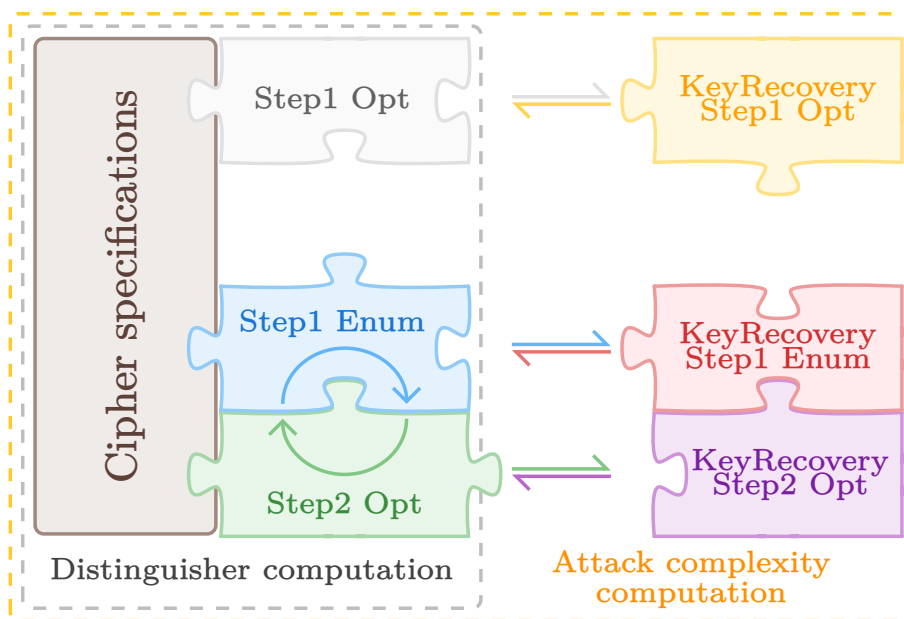 Cipher specifications
Step1 Opt
KeyRecovery
Step1 Opt
Step1 Enum
KeyRecovery
Step1 Enum
Step2 Opt
KeyRecovery
Step2 Opt
Distinguisher computation
Attack complexity
computation